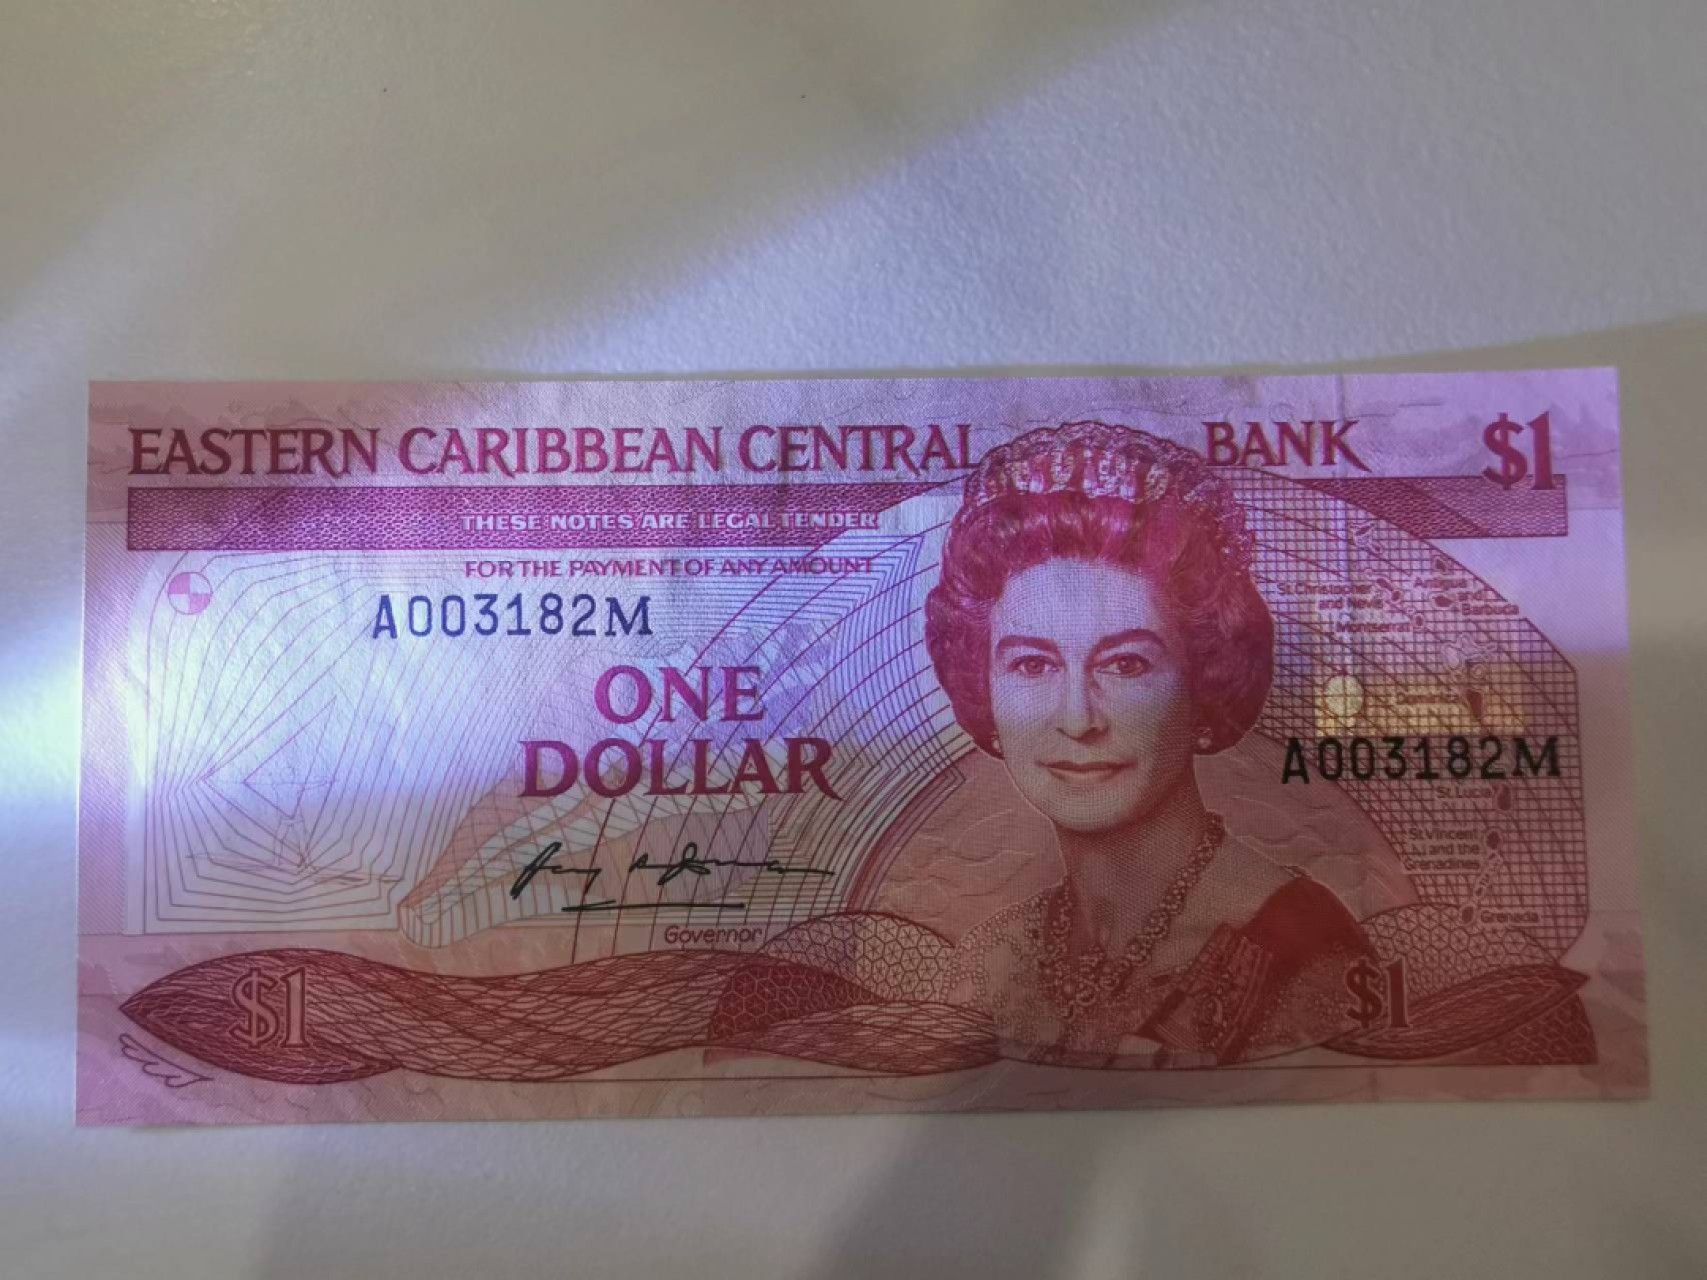 EASTERN CARIBBEAN CENTRAL BANK $1
THESE NOTES ARE LEGAL TENDER
FOR THE PAYMENT OF ANY AMOUNT
A003182M
ONE
DOLLAR
Governor
$1
St.Christopher
and Nevis
Antigua
and
Barbuda
Montserrat
Dominica
A003182M
St.Lucia
St.Vincent
and the
Grenadines
Grenada
$1